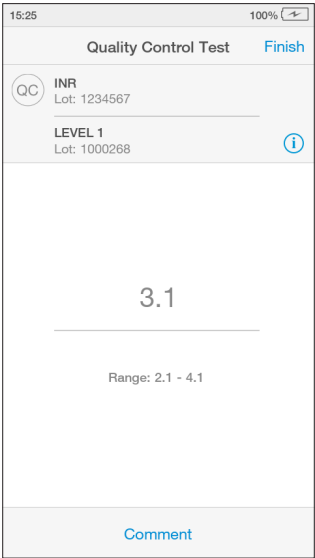 15:25 100%
Quality Control Test Finish
QC INR
Lot: 1234567
LEVEL 1
Lot: 1000268
i
3.1
Range: 2.1 - 4.1
Comment